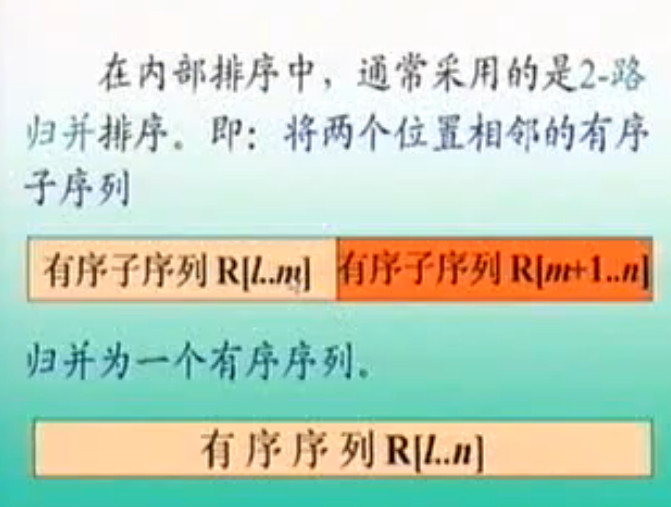 在内部排序中，通常采用的是2-路
归并排序。即：将两个位置相邻的有序
子序列
有序子序列 R[l..m] 有序子序列 R[m+1..n]
归并为一个有序序列。
有 序 序 列 R[l..n]